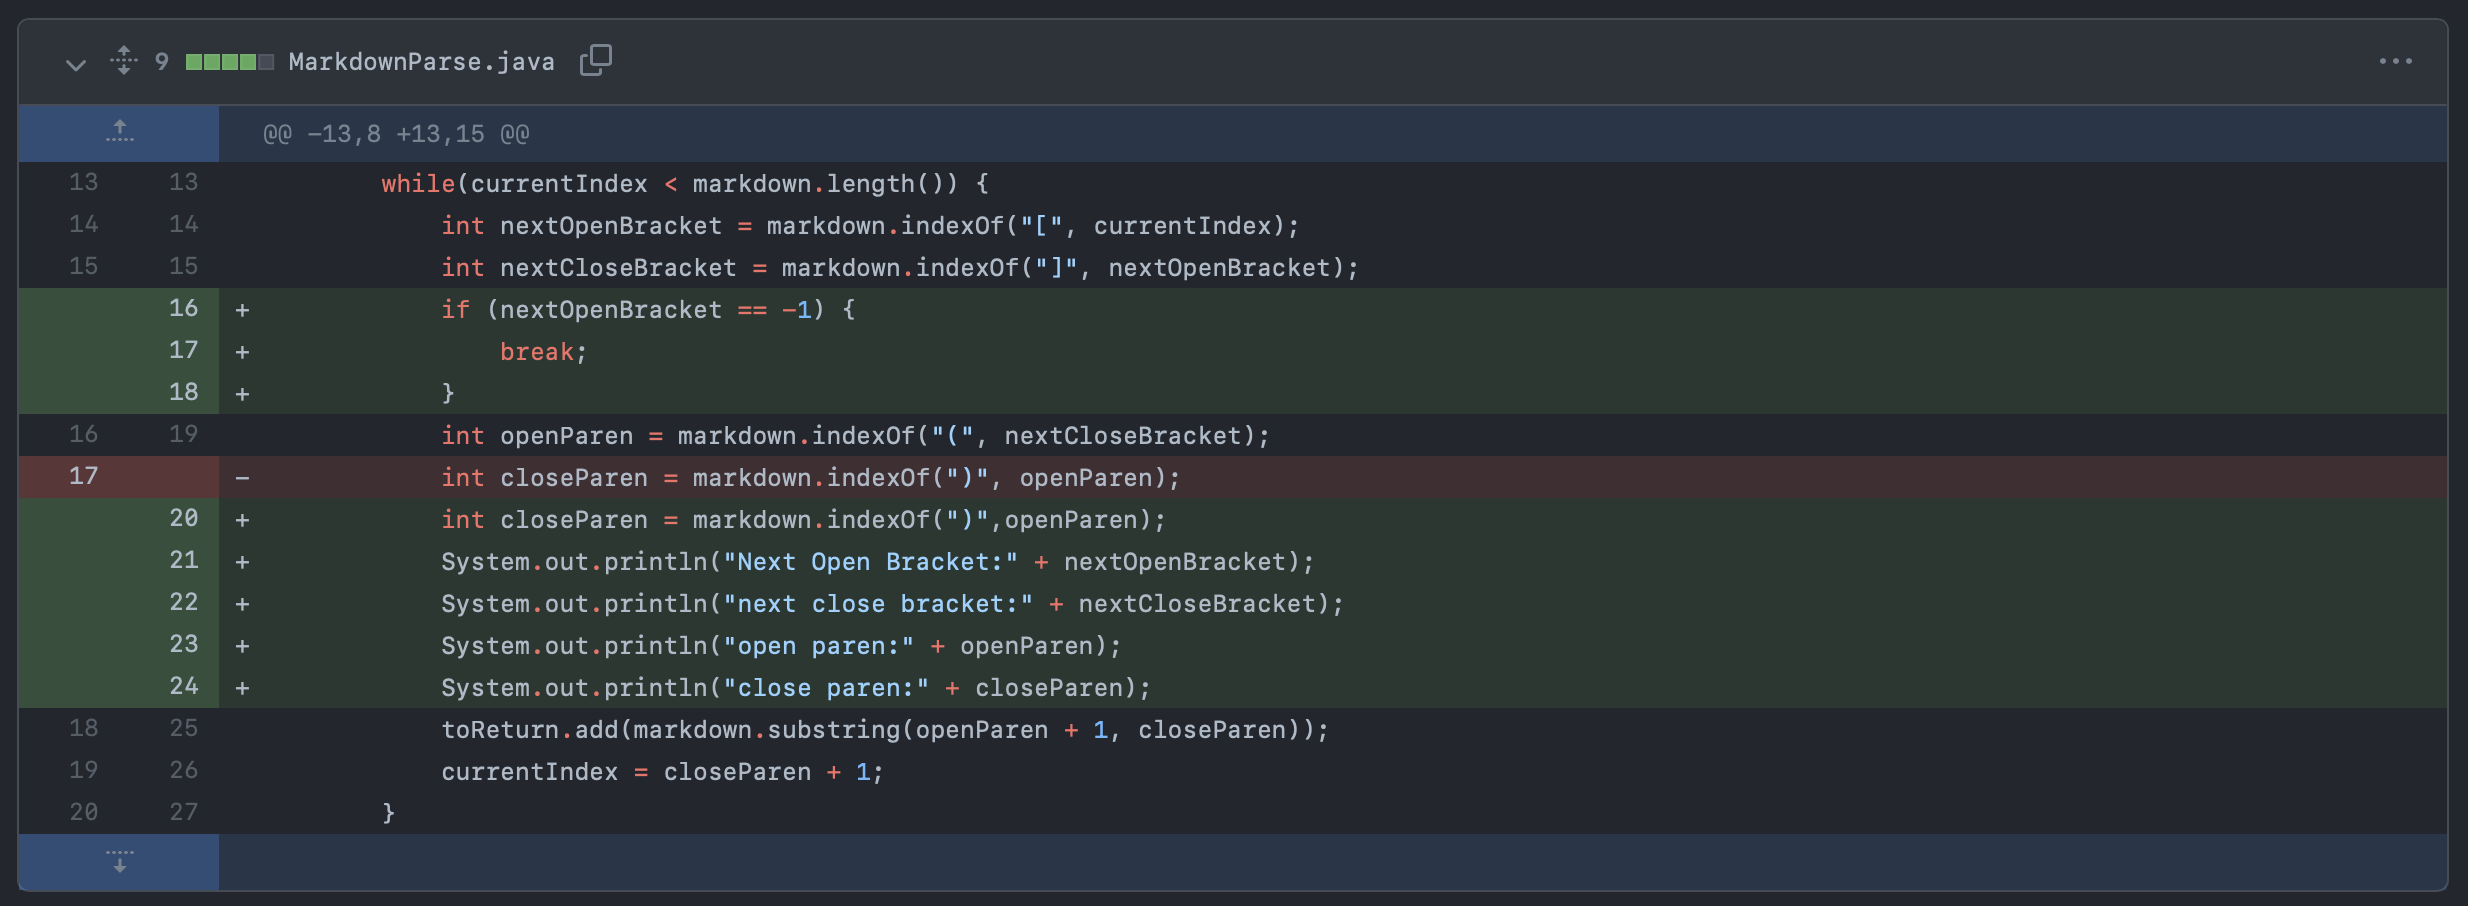 9 MarkdownParse.java
@@ -13,8 +13,15 @@
13 13 while(currentIndex < markdown.length()) {
14 14 int nextOpenBracket = markdown.indexOf("[", currentIndex);
15 15 int nextCloseBracket = markdown.indexOf("]", nextOpenBracket);
16 + if (nextOpenBracket == -1) {
17 + break;
18 + }
16 19 int openParen = markdown.indexOf("(", nextCloseBracket);
17 - int closeParen = markdown.indexOf(")", openParen);
20 + int closeParen = markdown.indexOf(")",openParen);
21 + System.out.println("Next Open Bracket:" + nextOpenBracket);
22 + System.out.println("next close bracket:" + nextCloseBracket);
23 + System.out.println("open paren:" + openParen);
24 + System.out.println("close paren:" + closeParen);
18 25 toReturn.add(markdown.substring(openParen + 1, closeParen));
19 26 currentIndex = closeParen + 1;
20 27 }